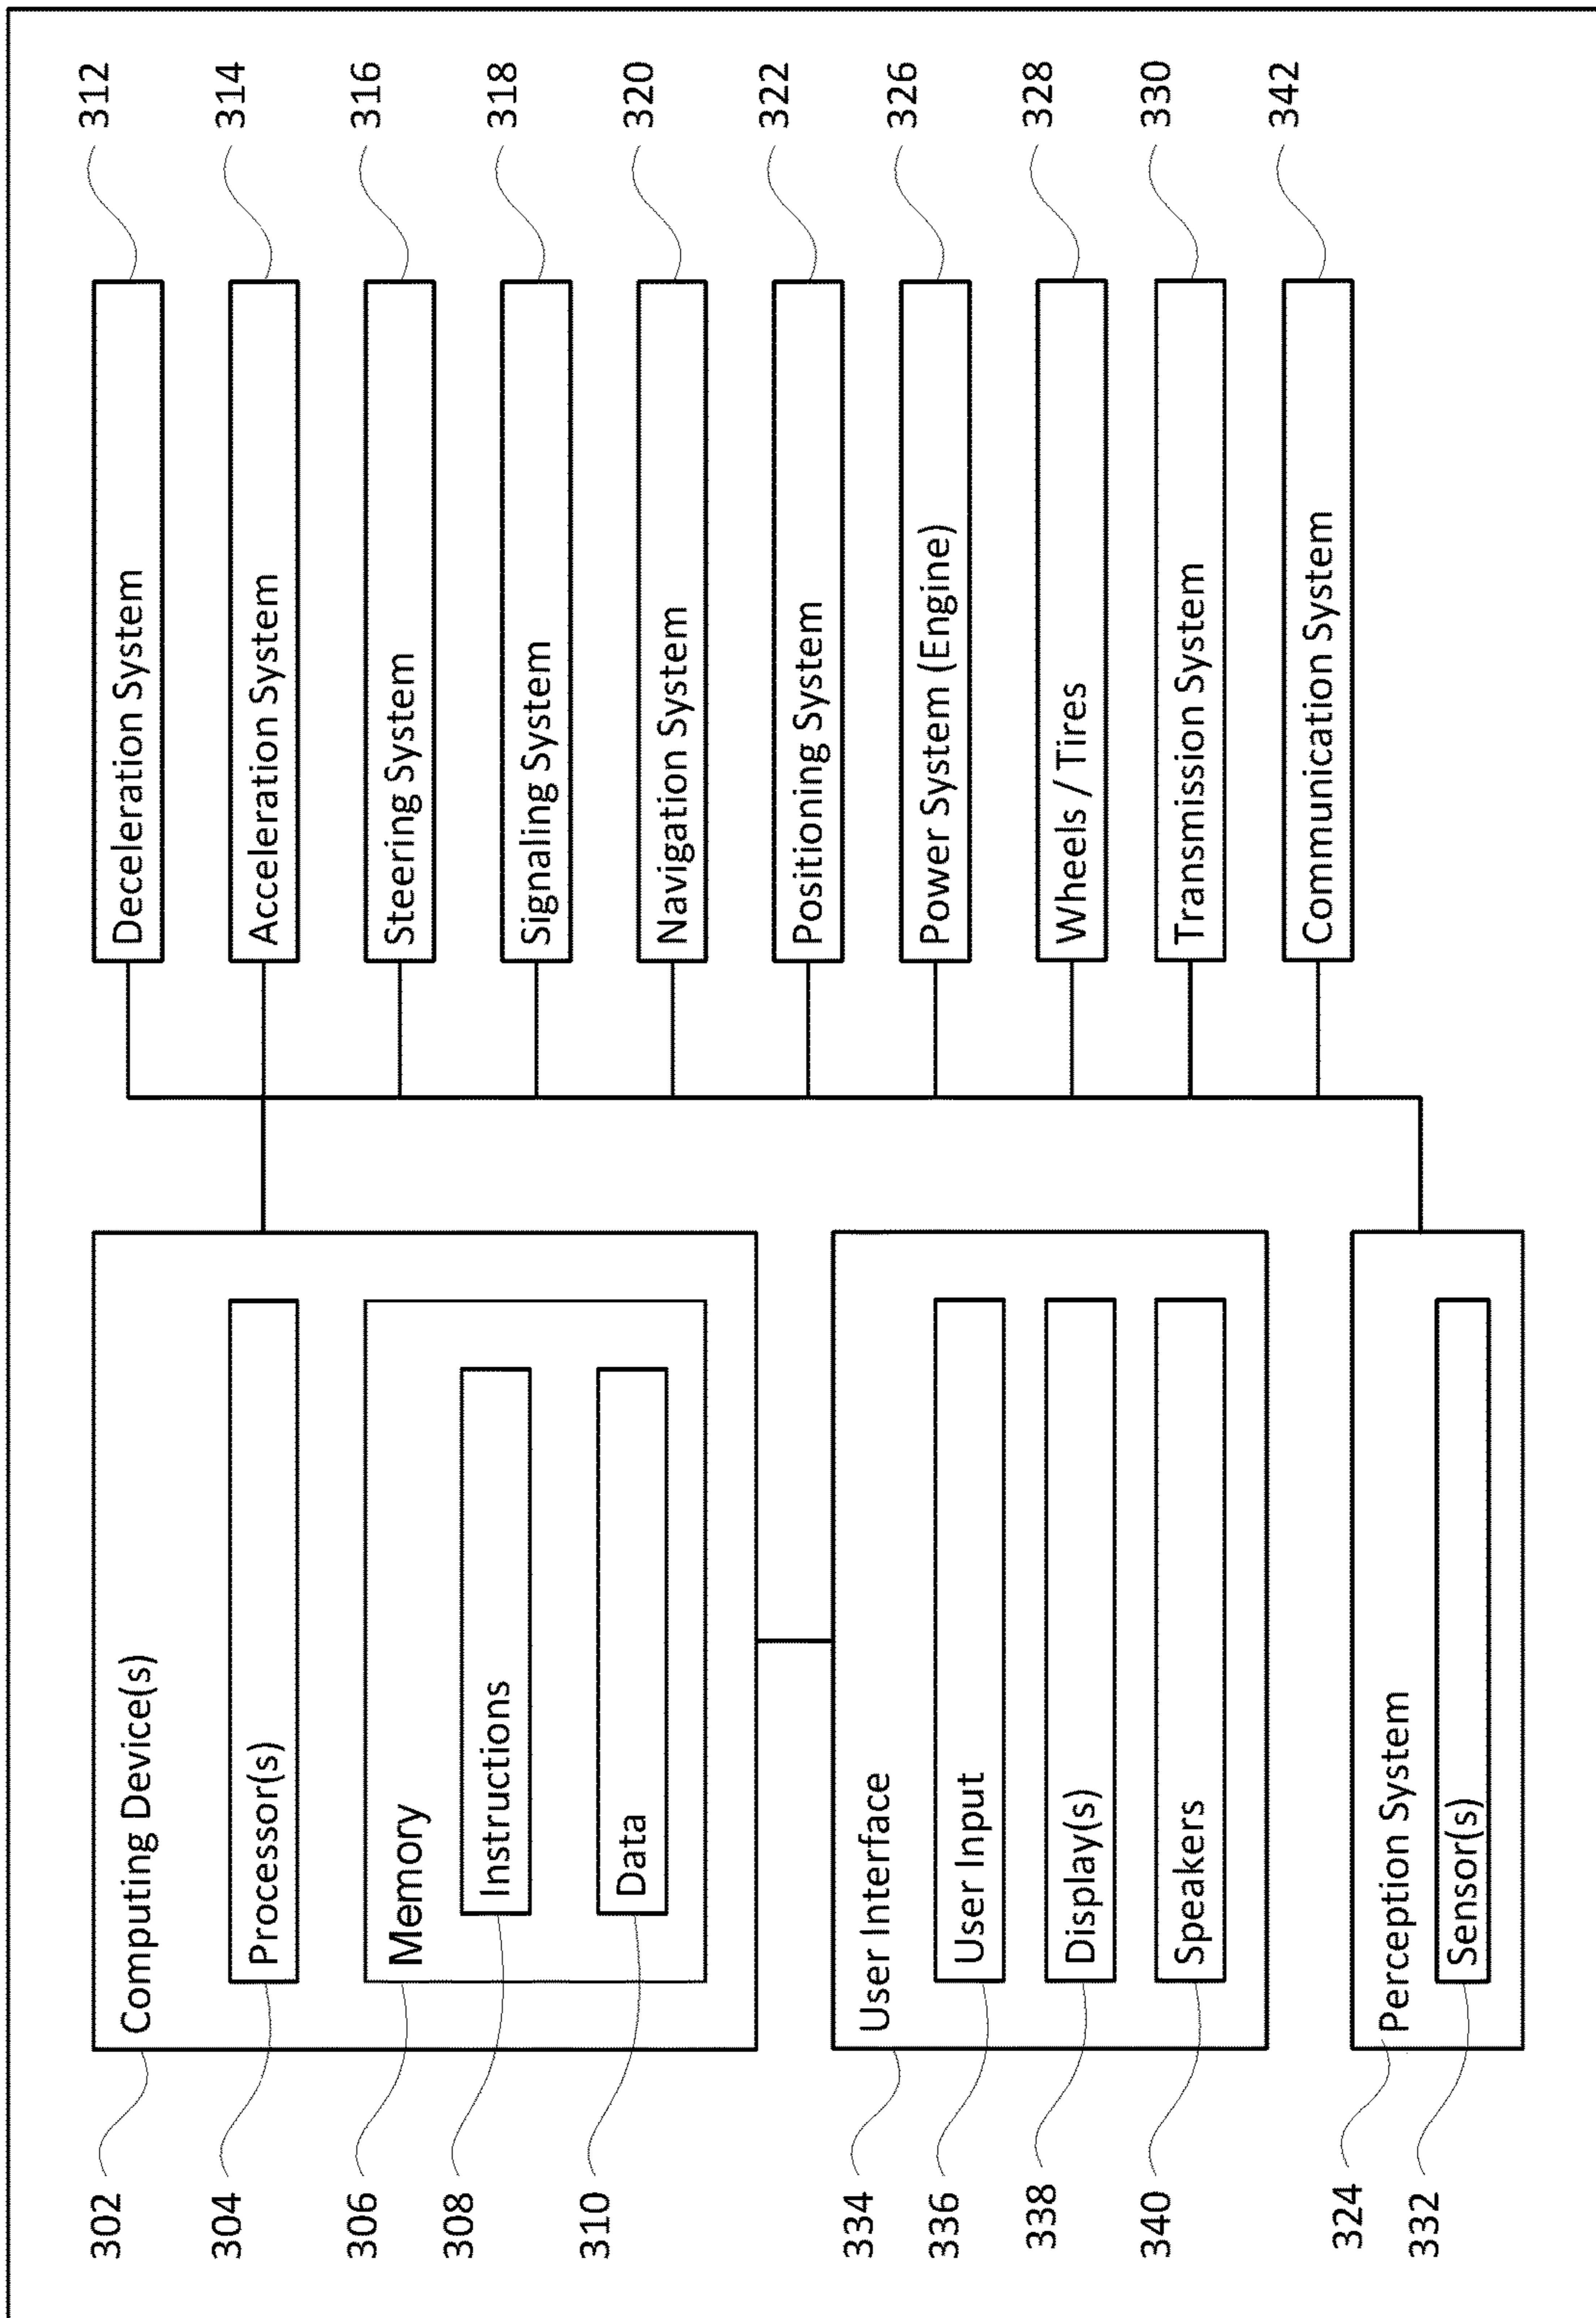 302
Computing Device(s)
304
Processor(s)
306
Memory
308
Instructions
310
Data
334
User Interface
336
User Input
338
Display(s)
340
Speakers
324
Perception System
332
Sensor(s)
Deceleration System
312
Acceleration System
314
Steering System
316
Signaling System
318
Navigation System
320
Positioning System
322
Power System (Engine)
326
Wheels / Tires
328
Transmission System
330
Communication System
342